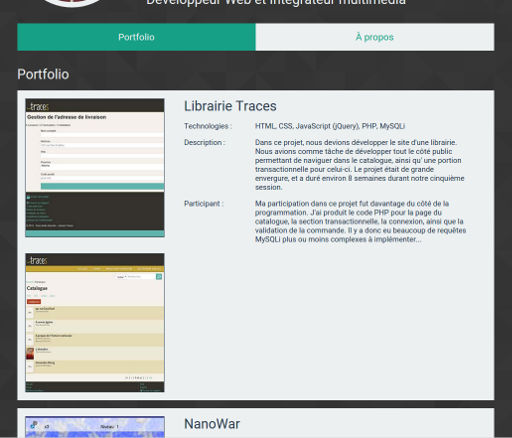 Développeur Web et intégrateur multimédia
Portfolio
À propos
Portfolio
traces
Gestion de l'adresse de livraison
Librairie Traces
Technologies :
HTML, CSS, JavaScript (jQuery), PHP, MySQLi
Description :
Dans ce projet, nous devions développer le site d'une librairie.
Nous avions comme tâche de développer tout le côté public
permettant de naviguer dans le catalogue, ainsi qu' une portion
transactionnelle pour celui-ci. Le projet était de grande
envergure, et a duré environ 8 semaines durant notre cinquième
session.
Participant :
Ma participation dans ce projet fut davantage du côté de la
programmation. J'ai produit le code PHP pour la page du
catalogue, la section transactionnelle, la connexion, ainsi que la
validation de la commande. Il y a donc eu beaucoup de requêtes
MySQLi plus ou moins complexes à implémenter...
traces
Catalogue
x3
Niveau: 1
NanoWar